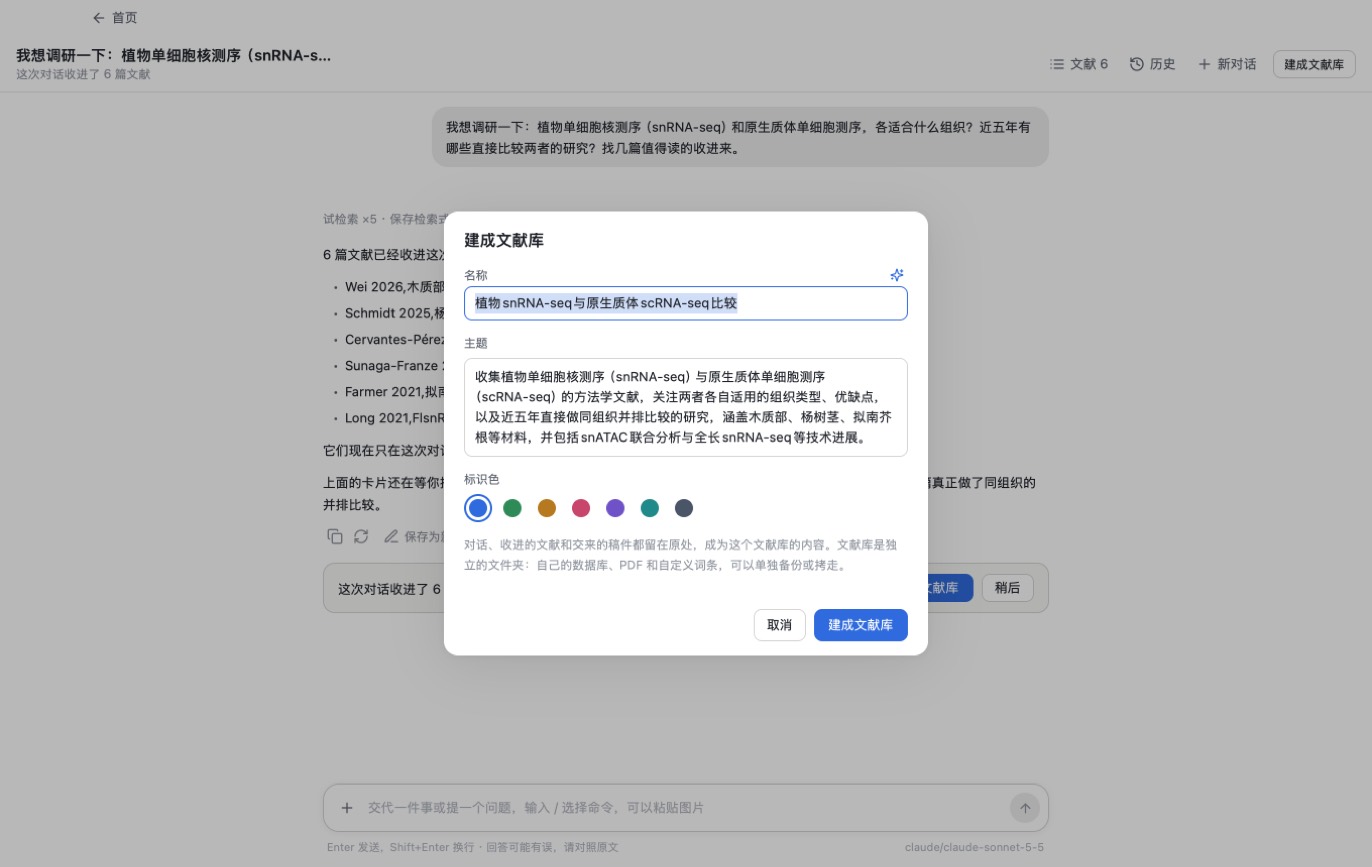 首页
我想调研一下：植物单细胞核测序（snRNA-s...
这次对话收进了 6 篇文献
文献 6
历史
新对话
建成文献库
我想调研一下：植物单细胞核测序（snRNA-seq）和原生质体单细胞测序，各适合什么组织？近五年有
哪些直接比较两者的研究？找几篇值得读的收进来。
试检索 ×5 · 保存检索
6 篇文献已经收进这
• Wei 2026,木质部
• Schmidt 2025,
• Cervantes-Pérez
• Sunaga-Franze
• Farmer 2021,拟
• Long 2021,FlsnR
它们现在只在这次对
上面的卡片还在等你
真正做了同组织的
并排比较。
保存为
这次对话收进了 6
文献库
稍后
建成文献库
名称
植物 snRNA-seq与原生质体 scRNA-seq比较
主题
收集植物单细胞核测序（snRNA-seq）与原生质体单细胞测序
（scRNA-seq）的方法学文献，关注两者各自适用的组织类型、优缺点，
以及近五年直接做同组织并排比较的研究，涵盖木质部、杨树茎、拟南芥
根等材料，并包括 snATAC 联合分析与全长 snRNA-seq 等技术进展。
标识色
对话、收进的文献和交来的稿件都留在原处，成为这个文献库的内容。文献库是独
立的文件夹：自己的数据库、PDF 和自定义词条，可以单独备份或拷走。
取消
建成文献库
交代一件事或提一个问题，输入 / 选择命令，可以粘贴图片
Enter 发送，Shift+Enter 换行 · 回答可能有误，请对照原文
claude/claude-sonnet-5-5